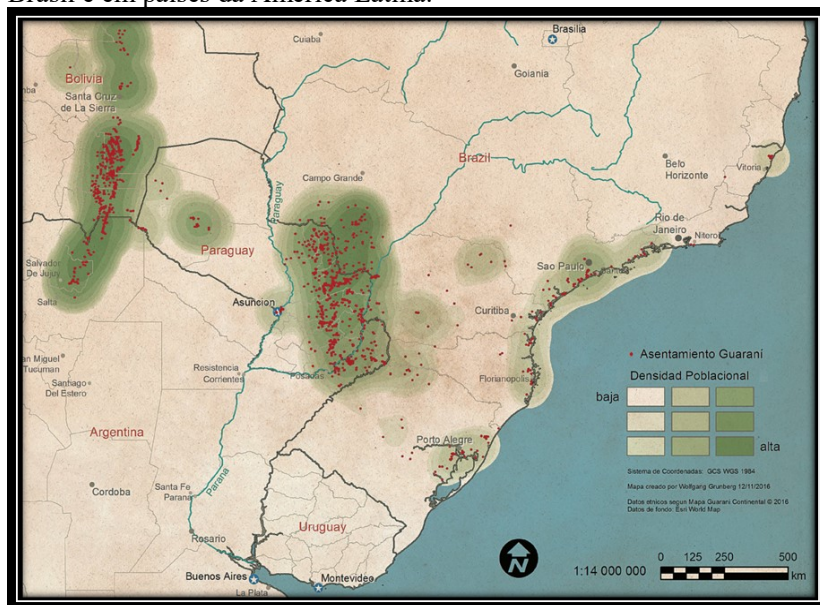 Brasil e em países da América Latina.
Cuiaba
Brasilia
Goiania
Bolivia
Santa Cruz
de La Sierra
Brazil
Belo
Horizonte
Vitoria
Campo Grande
Paraguay
Paraguay
Rio de
Janeiro
Niteroi
Sao Paulo
Salvador
De Jujuy
Salta
Asuncion
Curitiba
San Miguel
Tucuman
Santiago
Del Estero
Resistencia
Corrientes
Posadas
Florianopolis
Argentina
Porto Alegre
Cordoba
Santa Fe
Parana
Parana
Rosario
Uruguay
Buenos Aires
La Plata
Montevideo
Asentamiento Guaraní
Densidad Poblacional
baja
alta
Sistema de Coordenadas: GCS WGS 1984
Mapa creado por Wolfgang Grunberg 12/11/2016
Datos etnicos segun Mapa Guarani Continental © 2016
Datos de fondo: Esri World Map
N
1:14 000 000
0 125 250 500
km